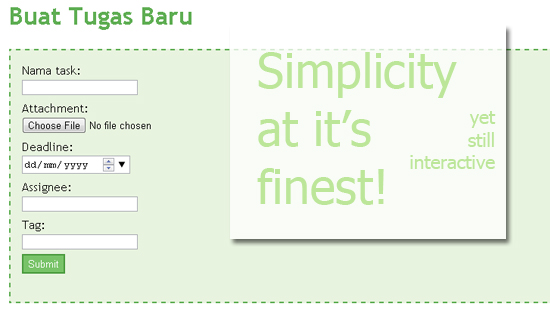 Buat Tugas Baru
Nama task:
Attachment:
Choose File No file chosen
Deadline:
dd/mm/yyyy
Assignee:
Tag:
Submit
Simplicity
at it's
finest!
yet
still
interactive